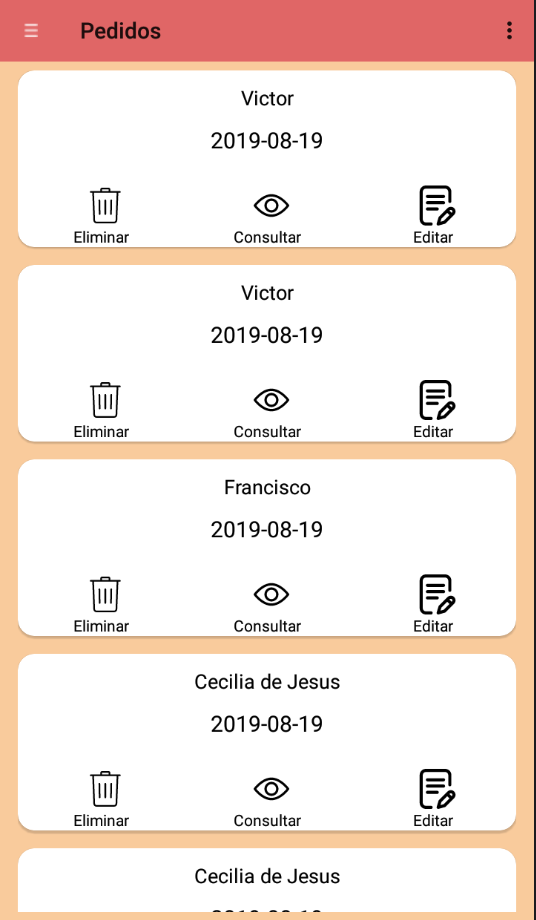 Pedidos
Victor
2019-08-19
Eliminar Consultar Editar
Victor
2019-08-19
Eliminar Consultar Editar
Francisco
2019-08-19
Eliminar Consultar Editar
Cecilia de Jesus
2019-08-19
Eliminar Consultar Editar
Cecilia de Jesus